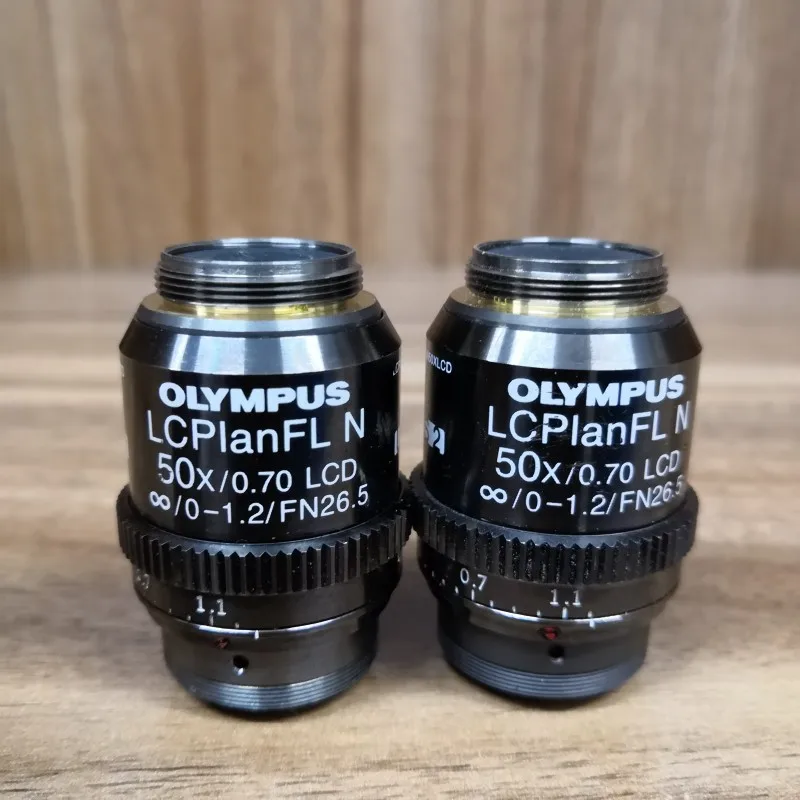 OLYMPUS
LCPlanFL N
50x/0.70 LCD
∞/0-1.2/FN26.5
1.1
OLYMPUS
LCPlanFL N
50x/0.70 LCD
∞/0-1.2/FN26.5
0.7
1.1